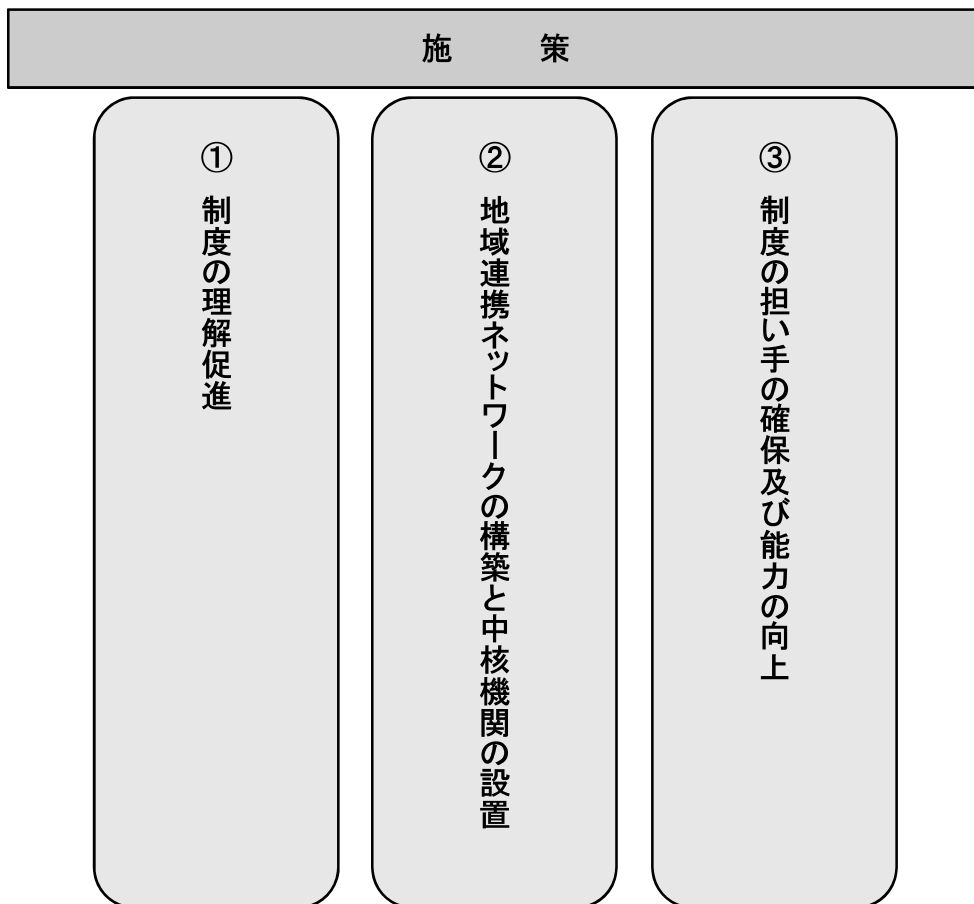 施　策
① 制度の理解促進
② 地域連携ネットワークの構築と中核機関の設置
③ 制度の担い手の確保及び能力の向上